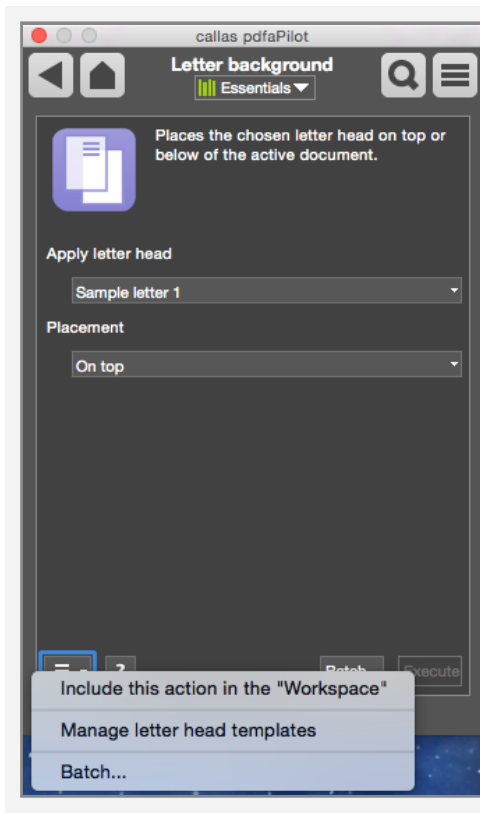 callas pdfaPilot
Letter background
Essentials
Places the chosen letter head on top or
below of the active document.
Apply letter head
Sample letter 1
Placement
On top
?
Batch...
Execute
Include this action in the "Workspace"
Manage letter head templates
Batch...